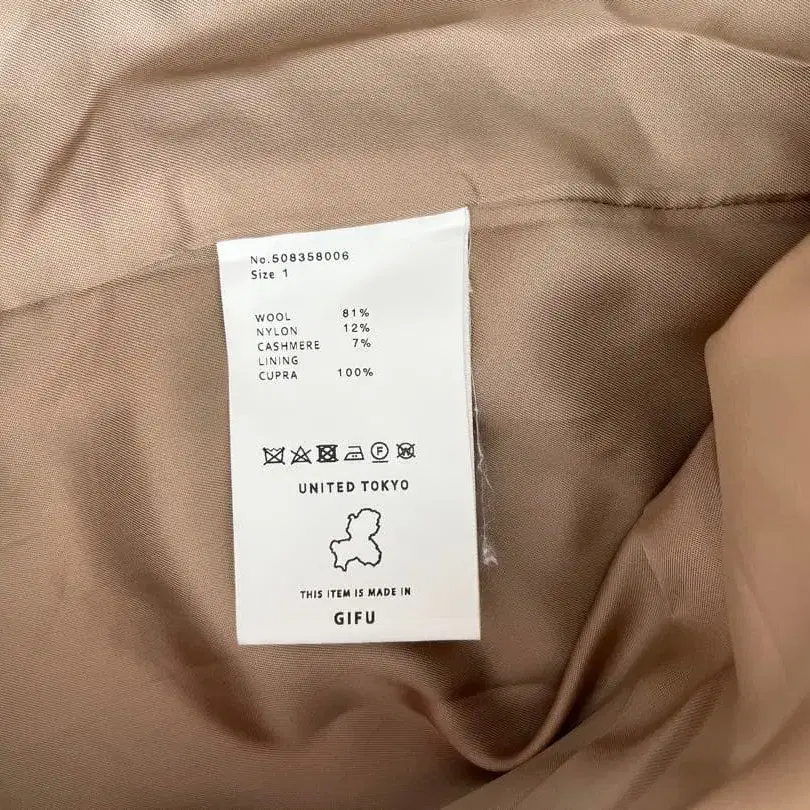 No.508358006
Size 1
WOOL 81%
NYLON 12%
CASHMERE 7%
LINING
CUPRA 100%
F W
UNITED TOKYO
THIS ITEM IS MADE IN
GIFU